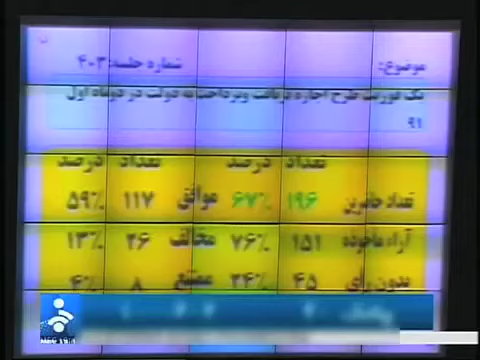 موضوع: شماره جلسه: ۴۰۳
یک فوریت طرح اجازه دریافت وپرداختهای دولت در دوماه اول
۹۱
تعداد درصد تعداد درصد
تعداد حاضرین ۱۹۶ ۶۷٪ موافق ۱۱۷ ۵۹٪
آراء ماخوذه ۱۵۱ ۷۶٪ مخالف ۲۶ ۱۳٪
بدون رای ۴۵ ۲۴٪ ممتنع ۸ ۴٪